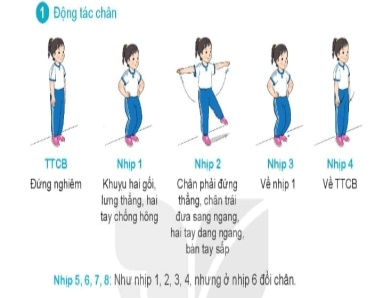 1 Động tác chân
TTCB
Đứng nghiêm
Nhịp 1
Khuỵu hai gối,
lưng thẳng, hai
tay chống hông
Nhịp 2
Chân phải đứng
thẳng, chân trái
đưa sang ngang,
hai tay dang ngang,
bàn tay sấp
Nhịp 3
Về nhịp 1
Nhịp 4
Về TTCB
Nhịp 5, 6, 7, 8: Như nhịp 1, 2, 3, 4, nhưng ở nhịp 6 đổi chân.